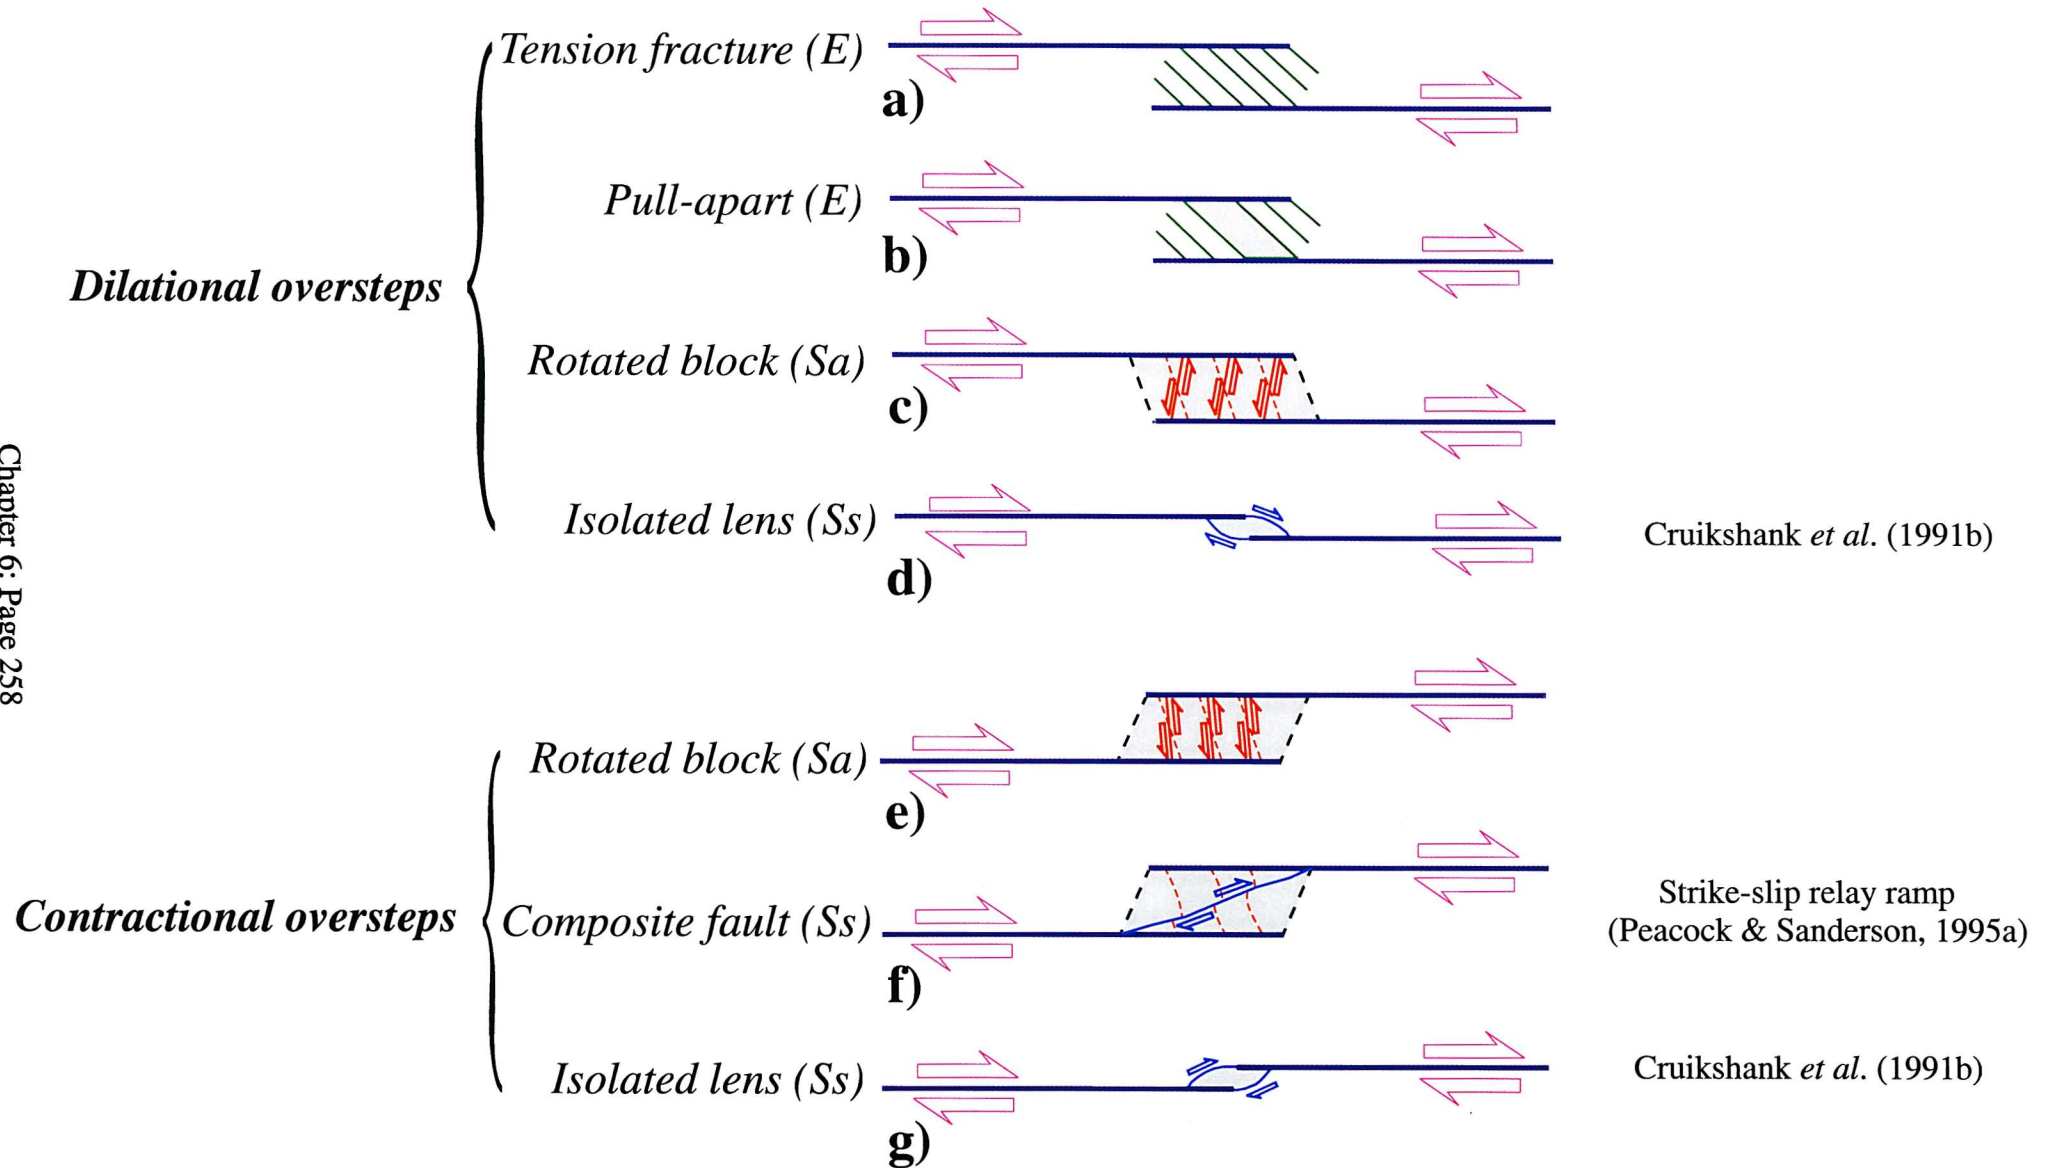 Tension fracture (E)
a)
Pull-apart (E)
b)
Dilational oversteps
Rotated block (Sa)
c)
Isolated lens (Ss)
d)
Cruikshank et al. (1991b)
Chapter 6: Page 258
Rotated block (Sa)
e)
Contractional oversteps
Composite fault (Ss)
f)
Strike-slip relay ramp
(Peacock & Sanderson, 1995a)
Isolated lens (Ss)
g)
Cruikshank et al. (1991b)